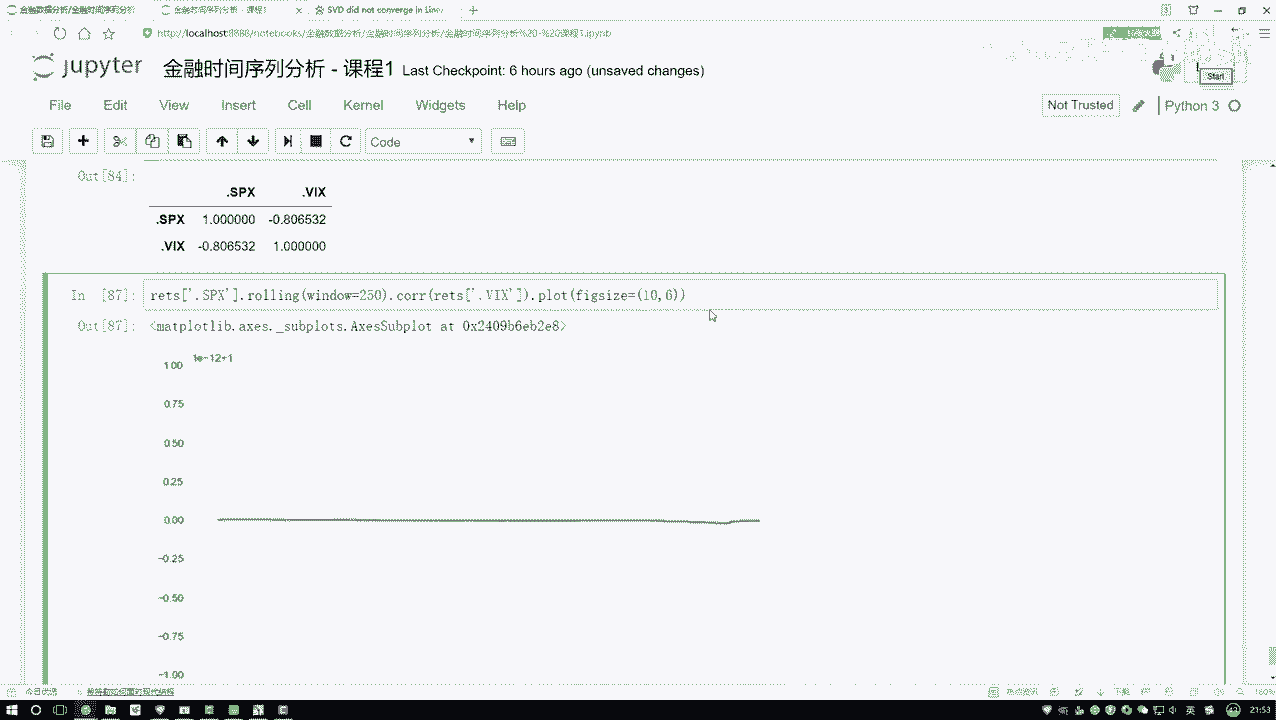 金融数据分析/金融时间序列分析
金融时间序列分析 - 课程1
SVD did not converge in Line
http://localhost:8888/notebooks/金融数据分析/金融时间序列分析/金融时间序列分析%20-%20课程1.ipynb
jupyter 金融时间序列分析 - 课程1 Last Checkpoint: 6 hours ago (unsaved changes)
Start
File Edit View Insert Cell Kernel Widgets Help
Not Trusted
Python 3
Code
Out[84]:
.SPX .VIX
.SPX 1.000000 -0.806532
.VIX -0.806532 1.000000
In [87]: rets['.SPX'].rolling(window=250).corr(rets['.VIX']).plot(figsize=(10,6))
Out[87]: <matplotlib.axes._subplots.AxesSubplot at 0x2409b6eb2e8>
1e-12+1
1.00
0.75
0.50
0.25
0.00
-0.25
-0.50
-0.75
-1.00
今日优选
160%
英
21:53